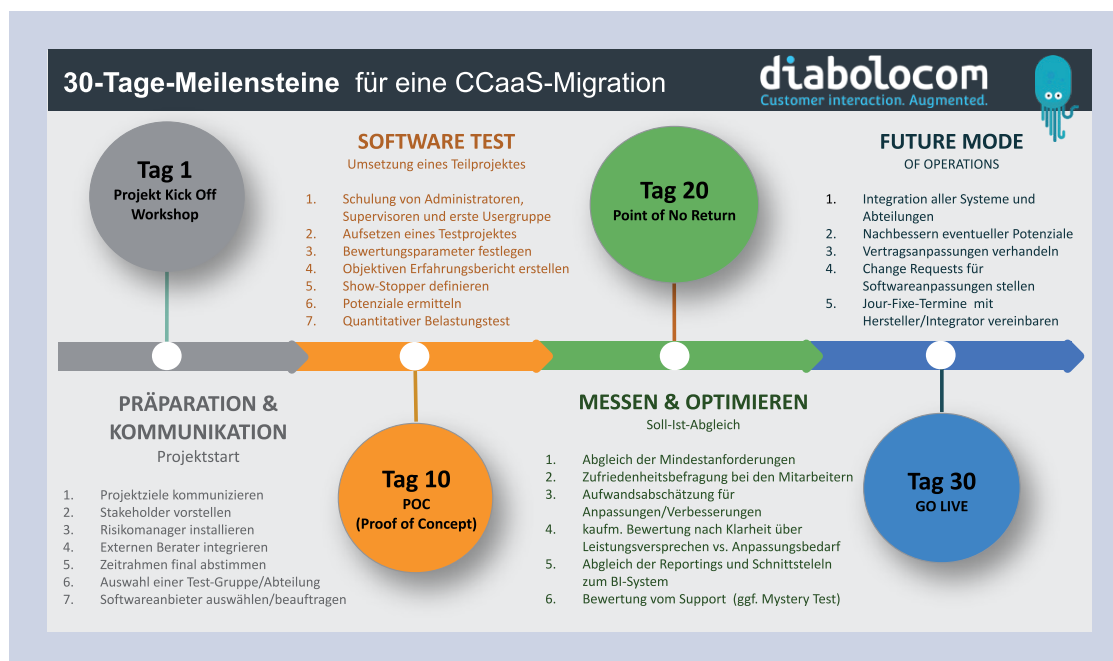 30-Tage-Meilensteine für eine CCaaS-Migration
diabolocom
Customer interaction. Augmented.
Tag 1
Projekt Kick Off
Workshop
SOFTWARE TEST
Umsetzung eines Teilprojektes
1. Schulung von Administratoren,
Supervisoren und erste Usergruppe
2. Aufsetzen eines Testprojektes
3. Bewertungsparameter festlegen
4. Objektiven Erfahrungsbericht erstellen
5. Show-Stopper definieren
6. Potenziale ermitteln
7. Quantitativer Belastungstest
Tag 20
Point of No Return
FUTURE MODE
OF OPERATIONS
1. Integration aller Systeme und
Abteilungen
2. Nachbessern eventueller Potenziale
3. Vertragsanpassungen verhandeln
4. Change Requests für
Softwareanpassungen stellen
5. Jour-Fixe-Termine mit
Hersteller/Integrator vereinbaren
PRÄPARATION &
KOMMUNIKATION
Projektstart
1. Projektziele kommunizieren
2. Stakeholder vorstellen
3. Risikomanager installieren
4. Externen Berater integrieren
5. Zeitrahmen final abstimmen
6. Auswahl einer Test-Gruppe/Abteilung
7. Softwareanbieter auswählen/beauftragen
Tag 10
POC
(Proof of Concept)
MESSEN & OPTIMIEREN
Soll-Ist-Abgleich
1. Abgleich der Mindestanforderungen
2. Zufriedenheitsbefragung bei den Mitarbeitern
3. Aufwandsabschätzung für
Anpassungen/Verbesserungen
4. kaufm. Bewertung nach Klarheit über
Leistungsversprechen vs. Anpassungsbedarf
5. Abgleich der Reportings und Schnittsteleln
zum BI-System
6. Bewertung vom Support (ggf. Mystery Test)
Tag 30
GO LIVE